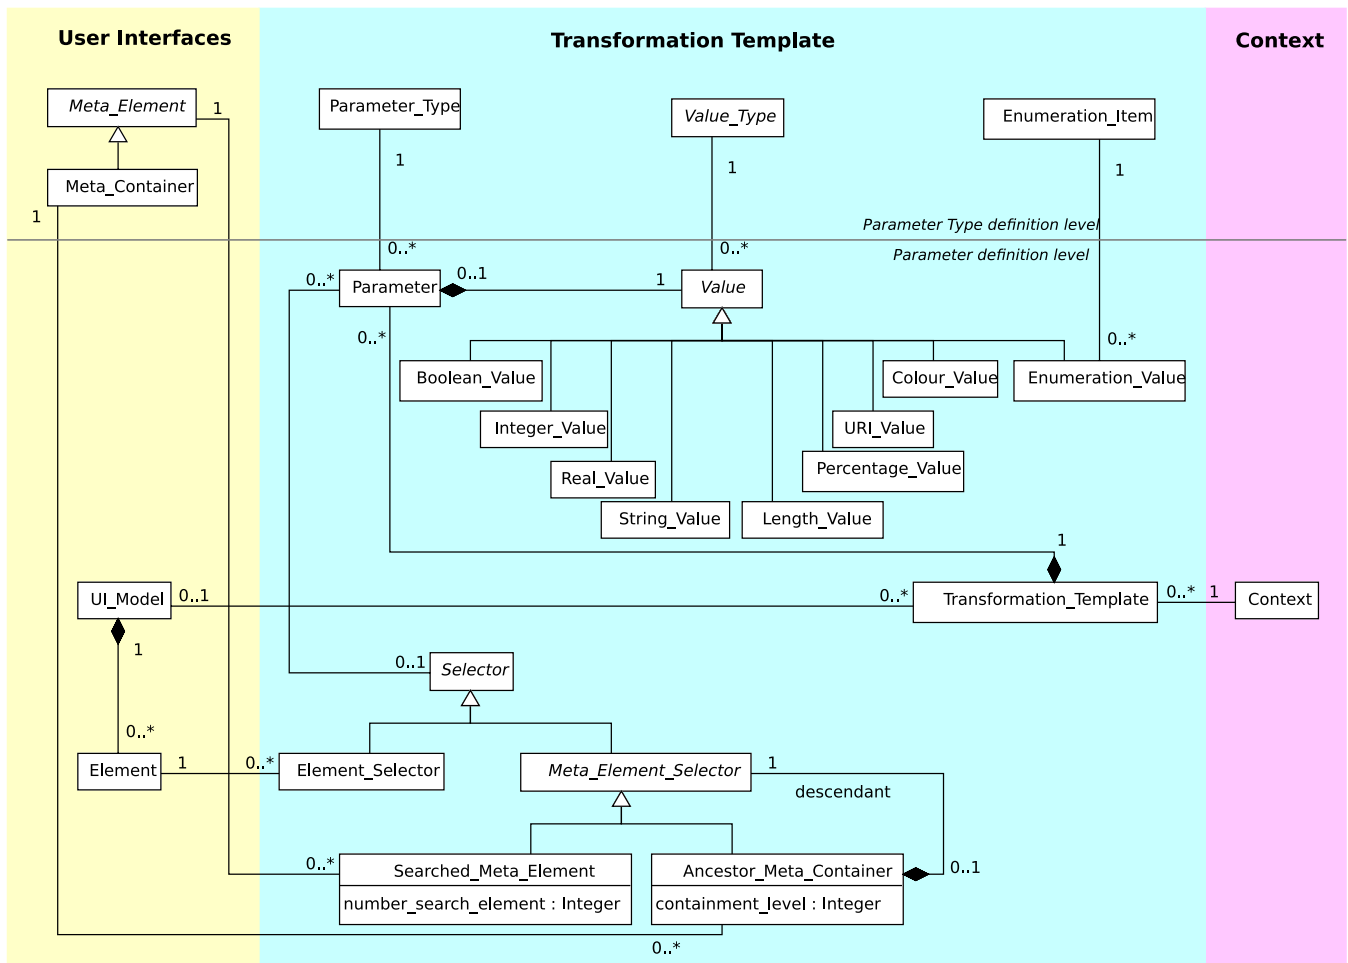 User Interfaces
Transformation Template
Context
Meta_Element
1
Parameter_Type
Value_Type
Enumeration_Item
1
1
1
Meta_Container
1
Parameter Type definition level
0..*
0..*
Parameter definition level
0..*
Parameter
0..1
1
Value
0..*
0..*
Boolean_Value
Colour_Value
Enumeration_Value
Integer_Value
URI_Value
Real_Value
Percentage_Value
String_Value
Length_Value
1
UI_Model
0..1
0..*
Transformation_Template
0..*
1
Context
1
0..1
Selector
0..*
Element
1
0..*
Element_Selector
Meta_Element_Selector
1
descendant
0..*
Searched_Meta_Element
Ancestor_Meta_Container
0..1
number_search_element : Integer
containment_level : Integer
0..*